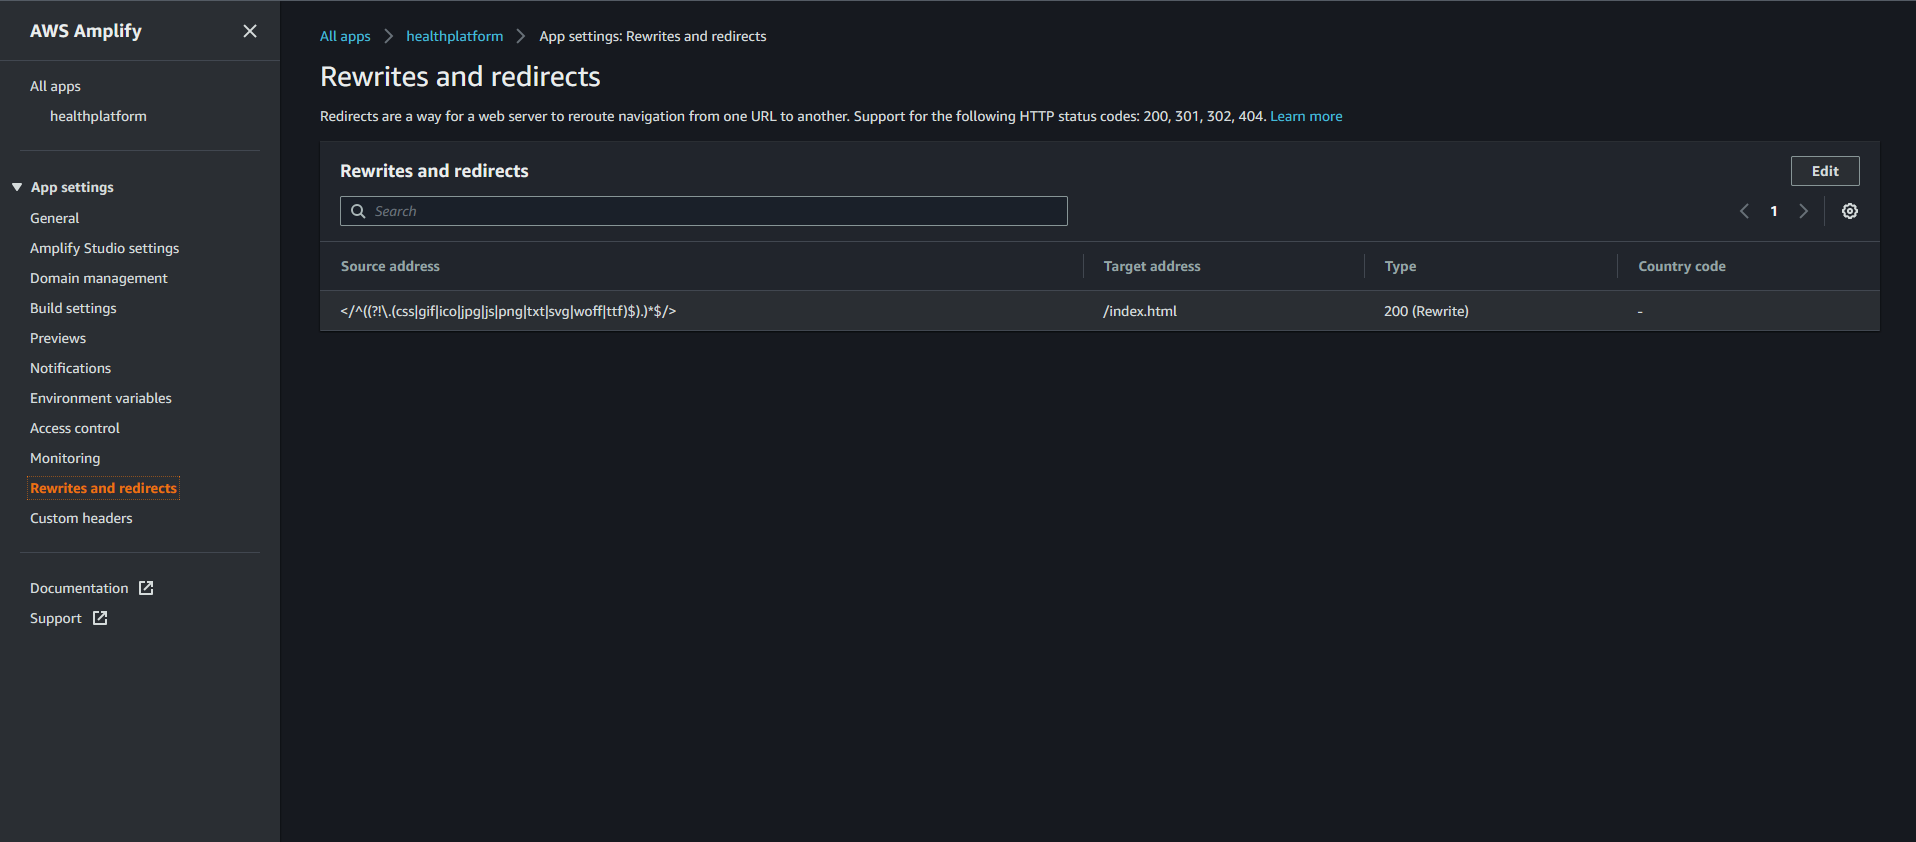 AWS Amplify
All apps
healthplatform
App settings
General
Amplify Studio settings
Domain management
Build settings
Previews
Notifications
Environment variables
Access control
Monitoring
Rewrites and redirects
Custom headers
Documentation
Support
All apps > healthplatform > App settings: Rewrites and redirects
Rewrites and redirects
Redirects are a way for a web server to reroute navigation from one URL to another. Support for the following HTTP status codes: 200, 301, 302, 404. Learn more
Rewrites and redirects
Edit
Search
1
Source address Target address Type Country code
</^((?!\.(css|gif|ico|jpg|js|png|txt|svg|woff|ttf)$).)*$/> /index.html 200 (Rewrite) -